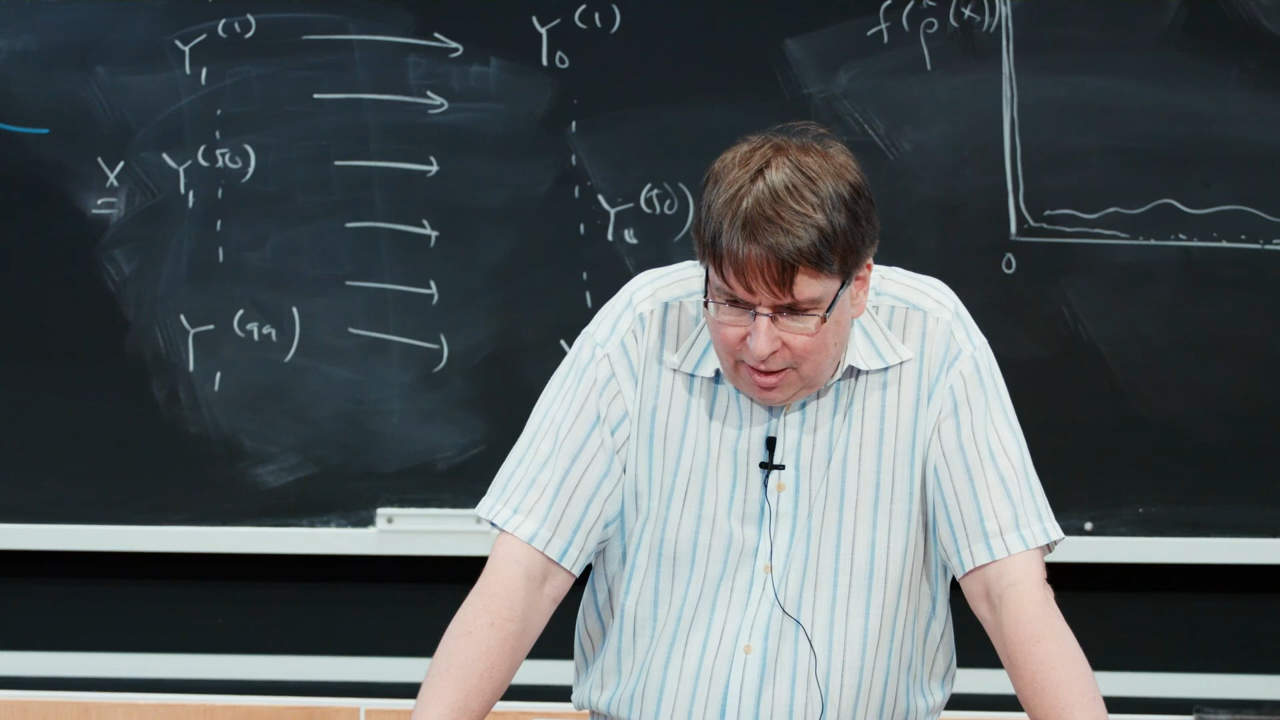 Y₁⁽¹⁾ → Y₀⁽¹⁾ f(ρ̂(x))
→
X Y₁⁽⁵⁰⁾ →
→ Y₀⁽⁵⁰⁾
→
0
Y₁⁽⁹⁹⁾ →